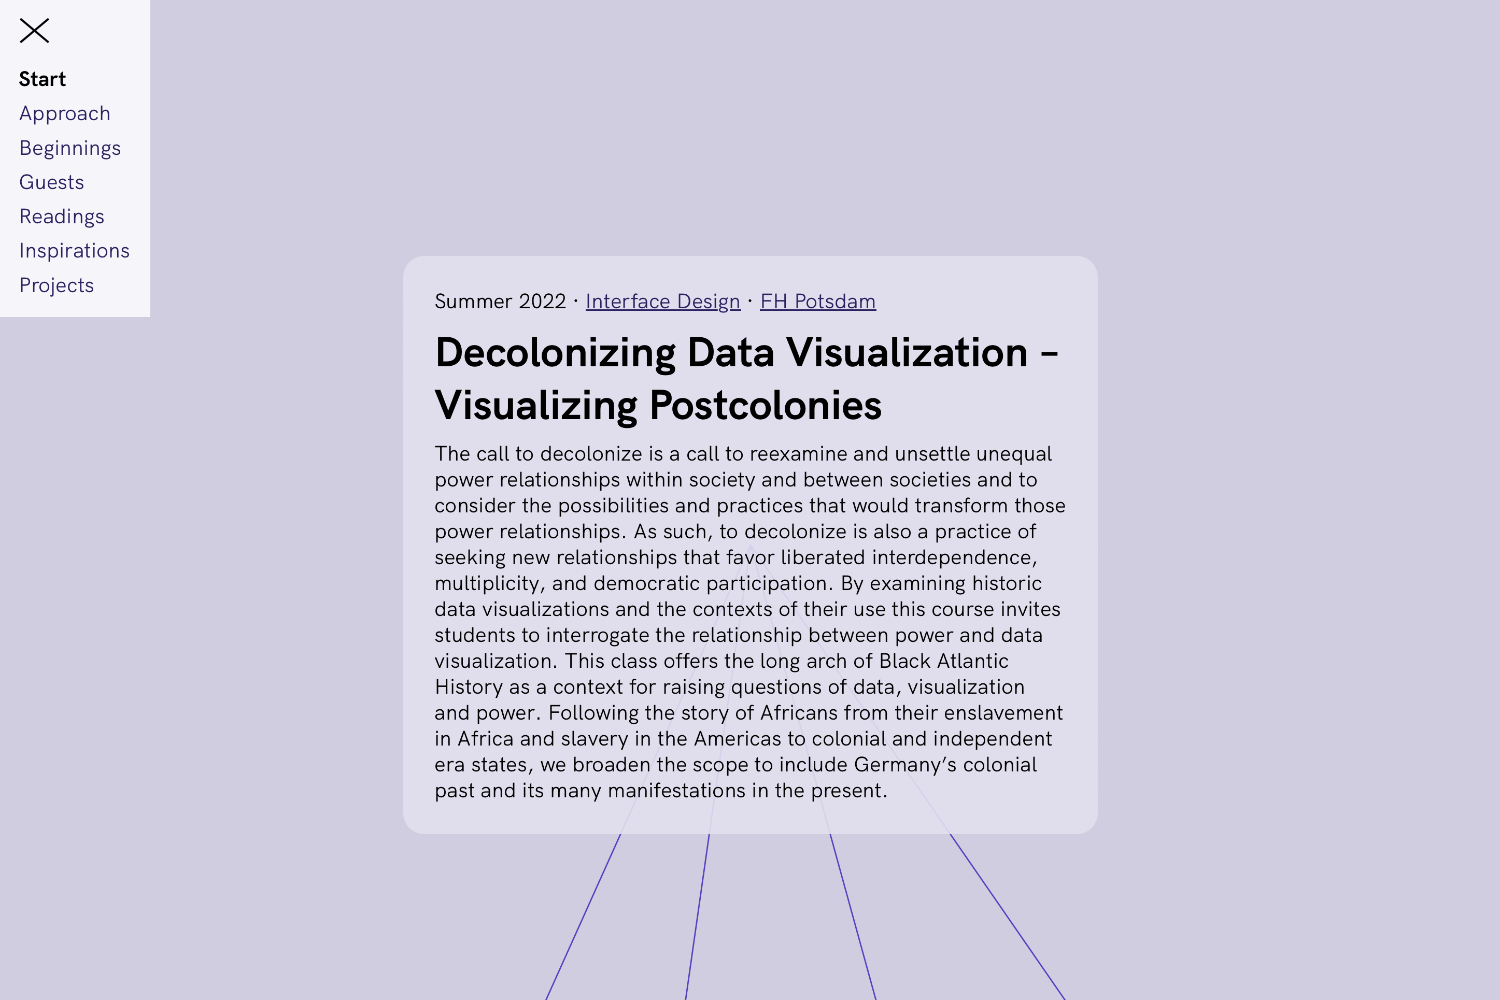 Start
Approach
Beginnings
Guests
Readings
Inspirations
Projects
Summer 2022 · Interface Design · FH Potsdam
Decolonizing Data Visualization –
Visualizing Postcolonies
The call to decolonize is a call to reexamine and unsettle unequal
power relationships within society and between societies and to
consider the possibilities and practices that would transform those
power relationships. As such, to decolonize is also a practice of
seeking new relationships that favor liberated interdependence,
multiplicity, and democratic participation. By examining historic
data visualizations and the contexts of their use this course invites
students to interrogate the relationship between power and data
visualization. This class offers the long arch of Black Atlantic
History as a context for raising questions of data, visualization
and power. Following the story of Africans from their enslavement
in Africa and slavery in the Americas to colonial and independent
era states, we broaden the scope to include Germany’s colonial
past and its many manifestations in the present.